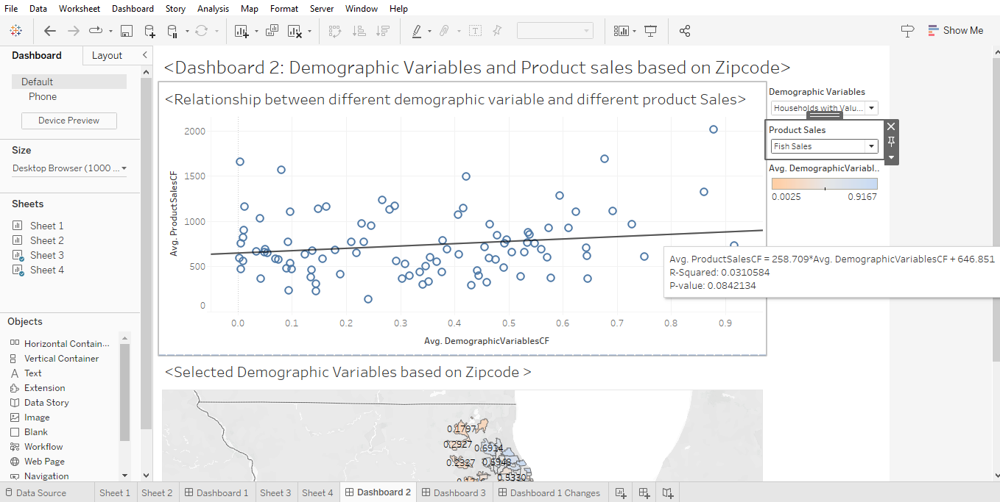 File Data Worksheet Dashboard Story Analysis Map Format Server Window Help
Show Me
Dashboard Layout
Default
Phone
Device Preview
Size
Desktop Browser (1000 ...
Sheets
Sheet 1
Sheet 2
Sheet 3
Sheet 4
Objects
Horizontal Contain...
Vertical Container
Text
Extension
Data Story
Image
Blank
Workflow
Web Page
Navigation
<Dashboard 2: Demographic Variables and Product sales based on Zipcode>
<Relationship between different demographic variable and different product Sales>
2000
1500
1000
500
0
Avg. ProductSalesCF
0.0 0.1 0.2 0.3 0.4 0.5 0.6 0.7 0.8 0.9
Avg. DemographicVariablesCF
Demographic Variables
Households with Valu...
Product Sales
Fish Sales
Avg. DemographicVariabl..
0.0025 0.9167
Avg. ProductSalesCF = 258.709*Avg. DemographicVariablesCF + 646.851
R-Squared: 0.0310584
P-value: 0.0842134
<Selected Demographic Variables based on Zipcode >
0.1797
0.2927 0.6914
0.2327 0.5948
0.5330
Data Source Sheet 1 Sheet 2 Dashboard 1 Sheet 3 Sheet 4 Dashboard 2 Dashboard 3 Dashboard 1 Changes